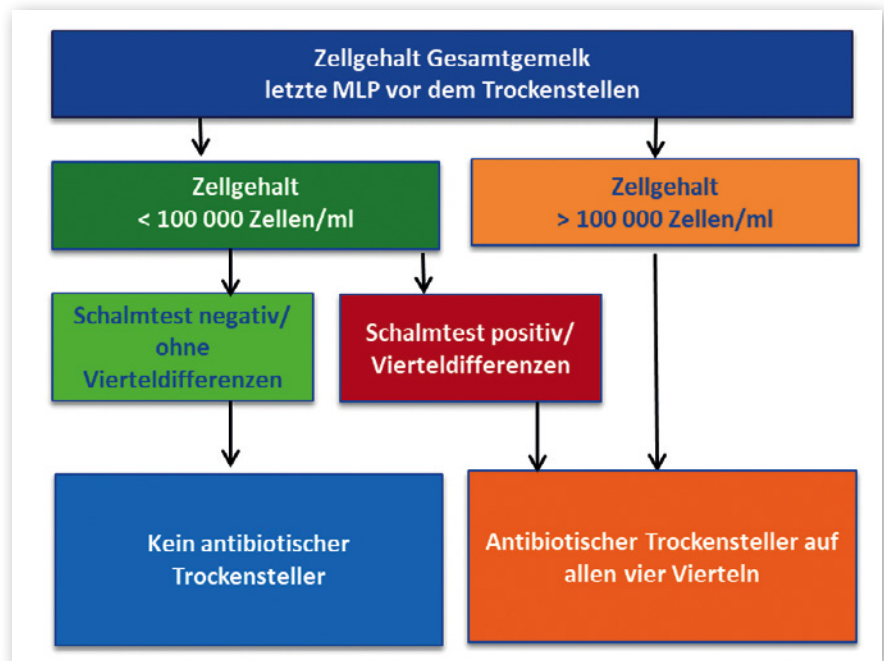 Zellgehalt Gesamtgemelk
letzte MLP vor dem Trockenstellen
Zellgehalt
< 100 000 Zellen/ml
Zellgehalt
> 100 000 Zellen/ml
Schalmtest negativ/
ohne
Vierteldifferenzen
Schalmtest positiv/
Vierteldifferenzen
Kein antibiotischer
Trockensteller
Antibiotischer Trockensteller auf
allen vier Vierteln